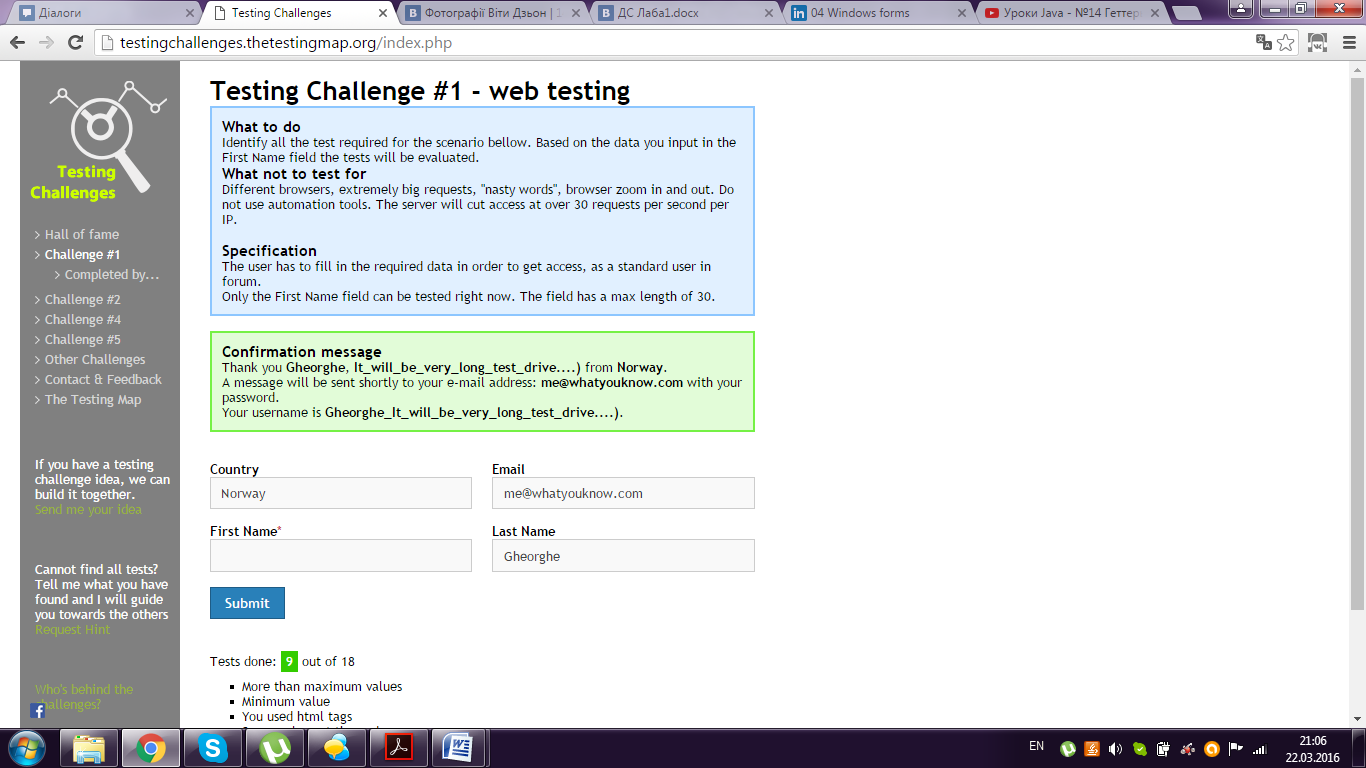 Діалоги
Testing Challenges
Фотографії Віти Дзьон | 1
ДС Лаба1.docx
04 Windows forms
Уроки Java - №14 Геттер
testingchallenges.thetestingmap.org/index.php
Testing
Challenges
Hall of fame
Challenge #1
Completed by...
Challenge #2
Challenge #4
Challenge #5
Other Challenges
Contact & Feedback
The Testing Map
If you have a testing
challenge idea, we can
build it together.
Send me your idea
Cannot find all tests?
Tell me what you have
found and I will guide
you towards the others
Request Hint
Who's behind the
challenges?
Testing Challenge #1 - web testing
What to do
Identify all the test required for the scenario bellow. Based on the data you input in the
First Name field the tests will be evaluated.
What not to test for
Different browsers, extremely big requests, "nasty words", browser zoom in and out. Do
not use automation tools. The server will cut access at over 30 requests per second per
IP.
Specification
The user has to fill in the required data in order to get access, as a standard user in
forum.
Only the First Name field can be tested right now. The field has a max length of 30.
Confirmation message
Thank you Gheorghe, It_will_be_very_long_test_drive....) from Norway.
A message will be sent shortly to your e-mail address: me@whatyouknow.com with your
password.
Your username is Gheorghe_It_will_be_very_long_test_drive....).
Country
Norway
Email
me@whatyouknow.com
First Name*
Last Name
Gheorghe
Submit
Tests done: 9 out of 18
More than maximum values
Minimum value
You used html tags
EN
21:06
22.03.2016